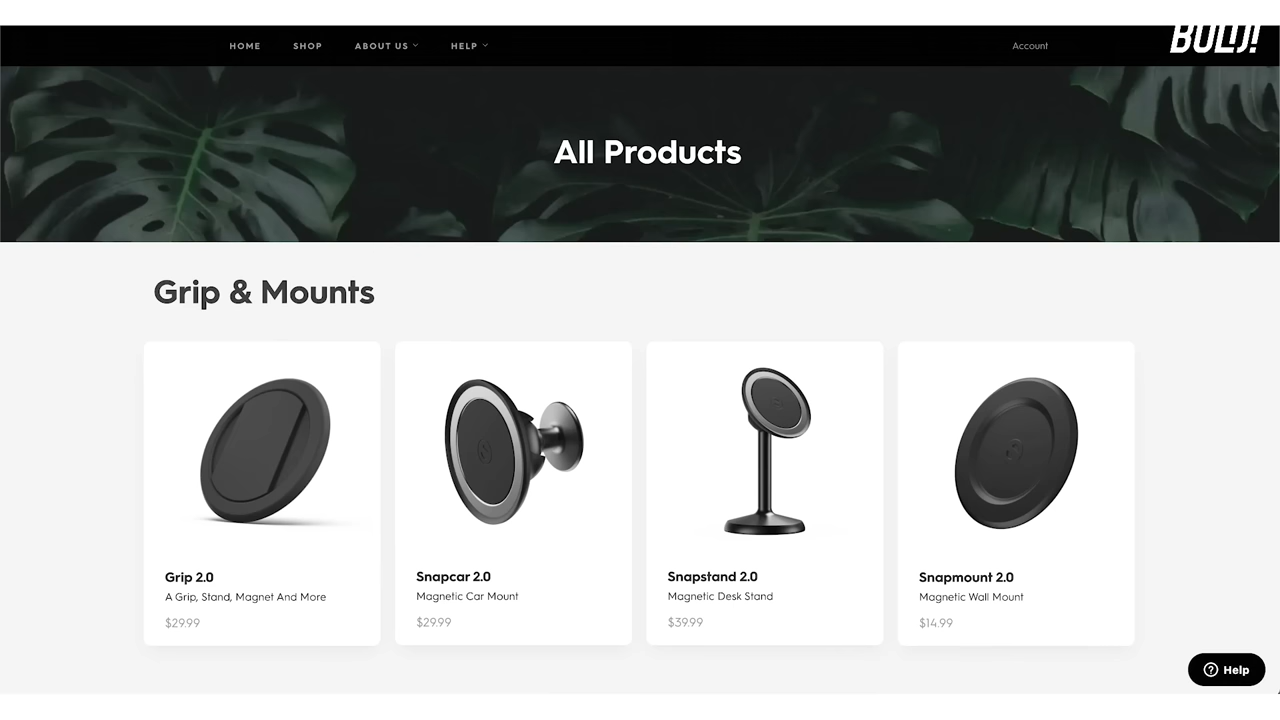 HOME SHOP ABOUT US HELP Account
BOLD!
All Products
Grip & Mounts
Grip 2.0
A Grip, Stand, Magnet And More
$29.99
Snapcar 2.0
Magnetic Car Mount
$29.99
Snapstand 2.0
Magnetic Desk Stand
$39.99
Snapmount 2.0
Magnetic Wall Mount
$14.99
Help